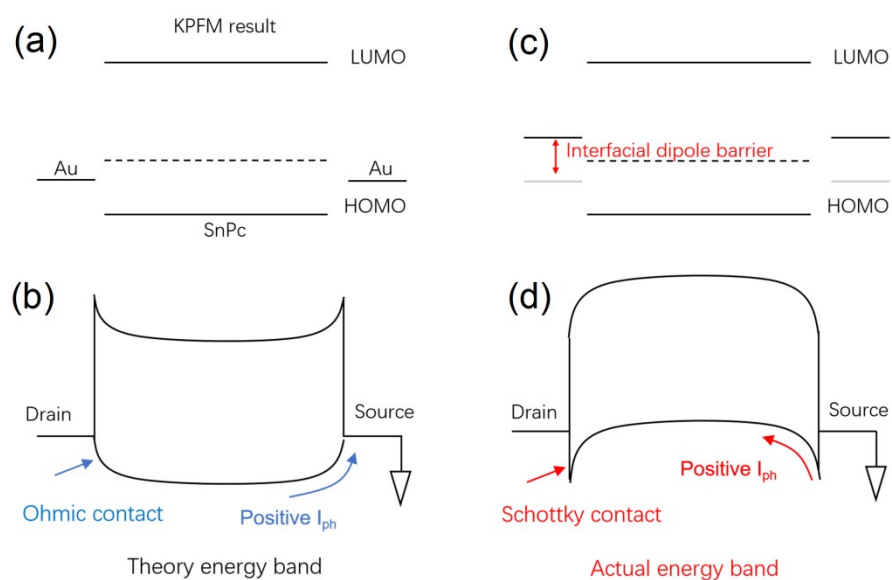 (a)
KPFM result
LUMO
Au
Au
HOMO
SnPc
(b)
Drain
Source
Ohmic contact
Positive Iph
Theory energy band
(c)
LUMO
Interfacial dipole barrier
HOMO
(d)
Drain
Source
Positive Iph
Schottky contact
Actual energy band